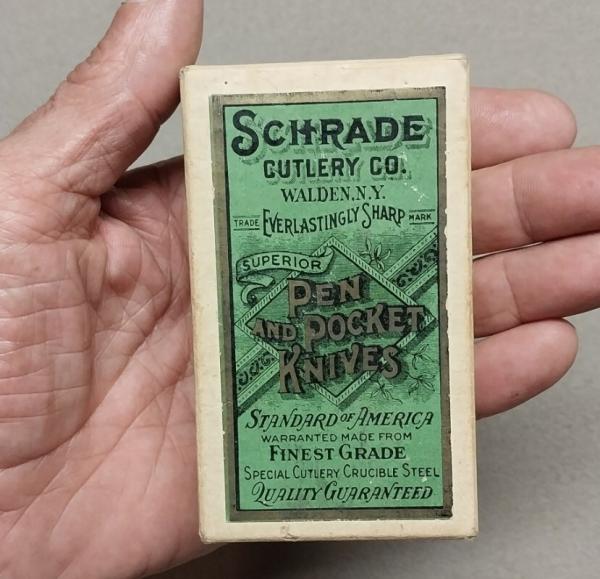 SCHRADE
CUTLERY CO.
WALDEN, N.Y.
TRADE EVERLASTINGLY SHARP MARK
SUPERIOR
PEN
AND POCKET
KNIVES
STANDARD OF AMERICA
WARRANTED MADE FROM
FINEST GRADE
SPECIAL CUTLERY CRUCIBLE STEEL
QUALITY GUARANTEED